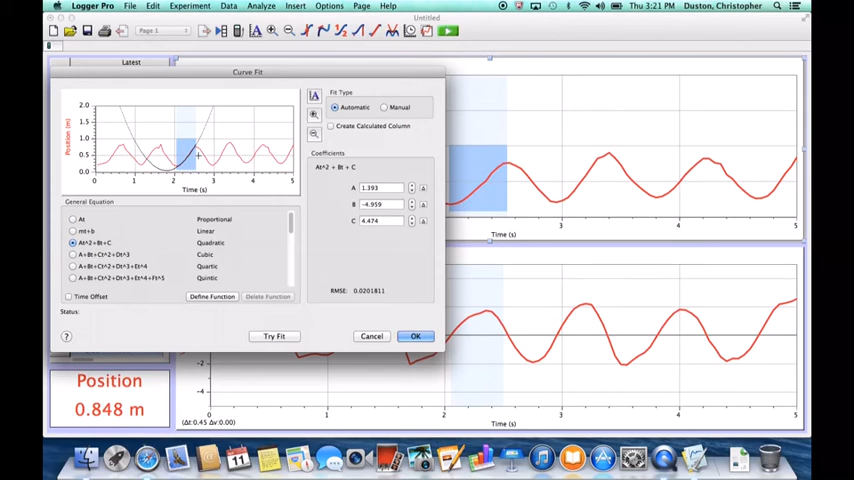 Logger Pro File Edit Experiment Data Analyze Insert Options Page Help Thu 3:21 PM Duston, Christopher
Untitled
Page 1
Latest
Curve Fit
Position (m)
2.0
1.5
1.0
0.5
0.0
0 1 2 3 4 5
Time (s)
General Equation
At Proportional
mt+b Linear
At^2+Bt+C Quadratic
A+Bt+Ct^2+Dt^3 Cubic
A+Bt+Ct^2+Dt^3+Et^4 Quartic
A+Bt+Ct^2+Dt^3+Et^4+Ft^5 Quintic
Time Offset Define Function Delete Function
Status:
? Try Fit Cancel OK
Fit Type
Automatic Manual
Create Calculated Column
Coefficients
At^2 + Bt + C
A 1.393
B -4.959
C 4.474
RMSE: 0.0201811
3 4 5
Time (s)
-2
-4
0 1 2 3 4 5
Time (s)
(Δt:0.45 Δv:0.00)
Position
0.848 m
11